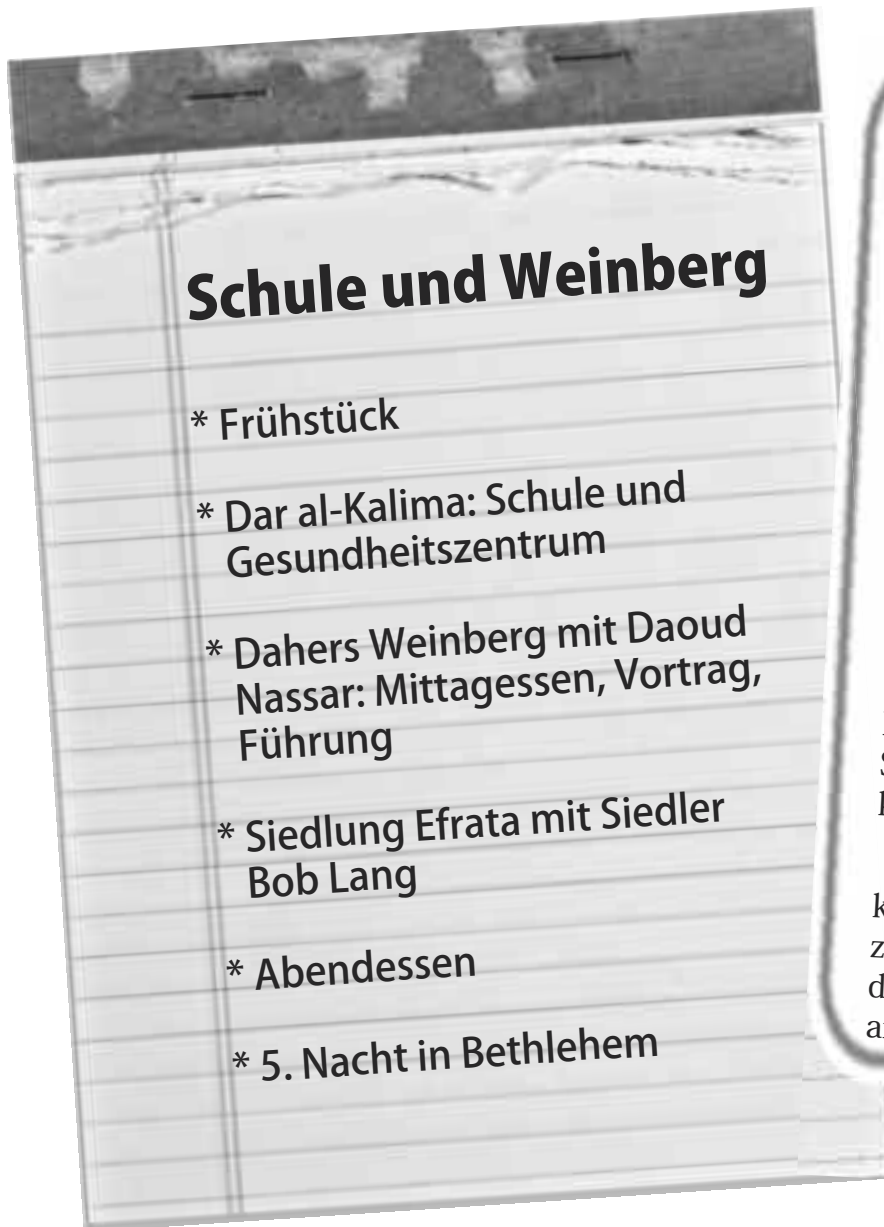 Schule und Weinberg
* Frühstück
* Dar al-Kalima: Schule und
Gesundheitszentrum
* Dahers Weinberg mit Daoud
Nassar: Mittagessen, Vortrag,
Führung
* Siedlung Efrata mit Siedler
Bob Lang
* Abendessen
* 5. Nacht in Bethlehem